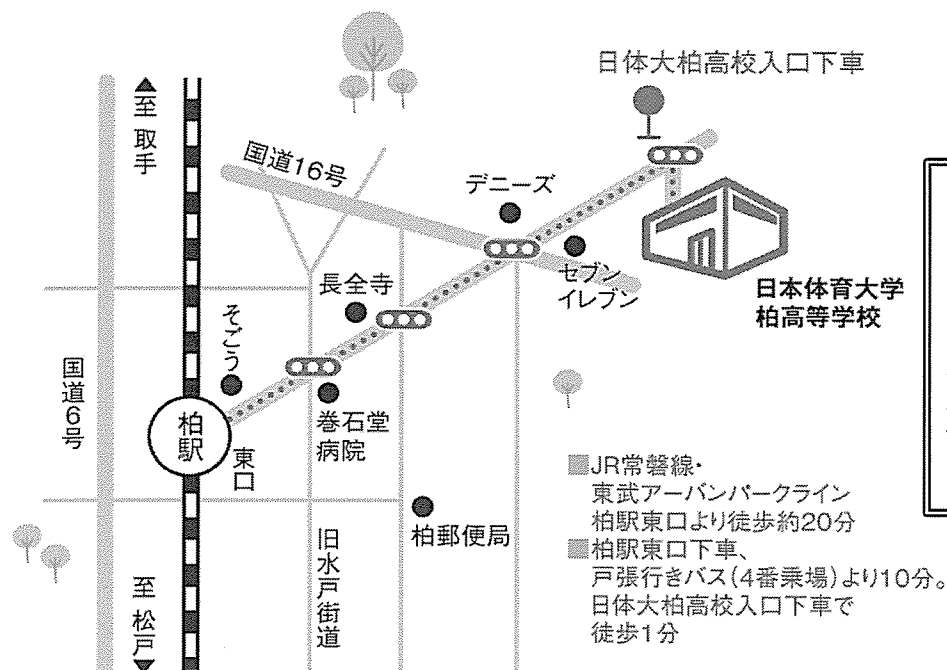 日体大柏高校入口下車
▲至 取手
国道16号
デニーズ
セブン
イレブン
日本体育大学
柏高等学校
長全寺
そごう
国道6号
柏駅
東口
巻石堂
病院
柏郵便局
旧水戸街道
至 松戸▼
■JR常磐線・
東武アーバンパークライン
柏駅東口より徒歩約20分
■柏駅東口下車、
戸張行きバス(4番乗場)より10分。
日体大柏高校入口下車で
徒歩1分